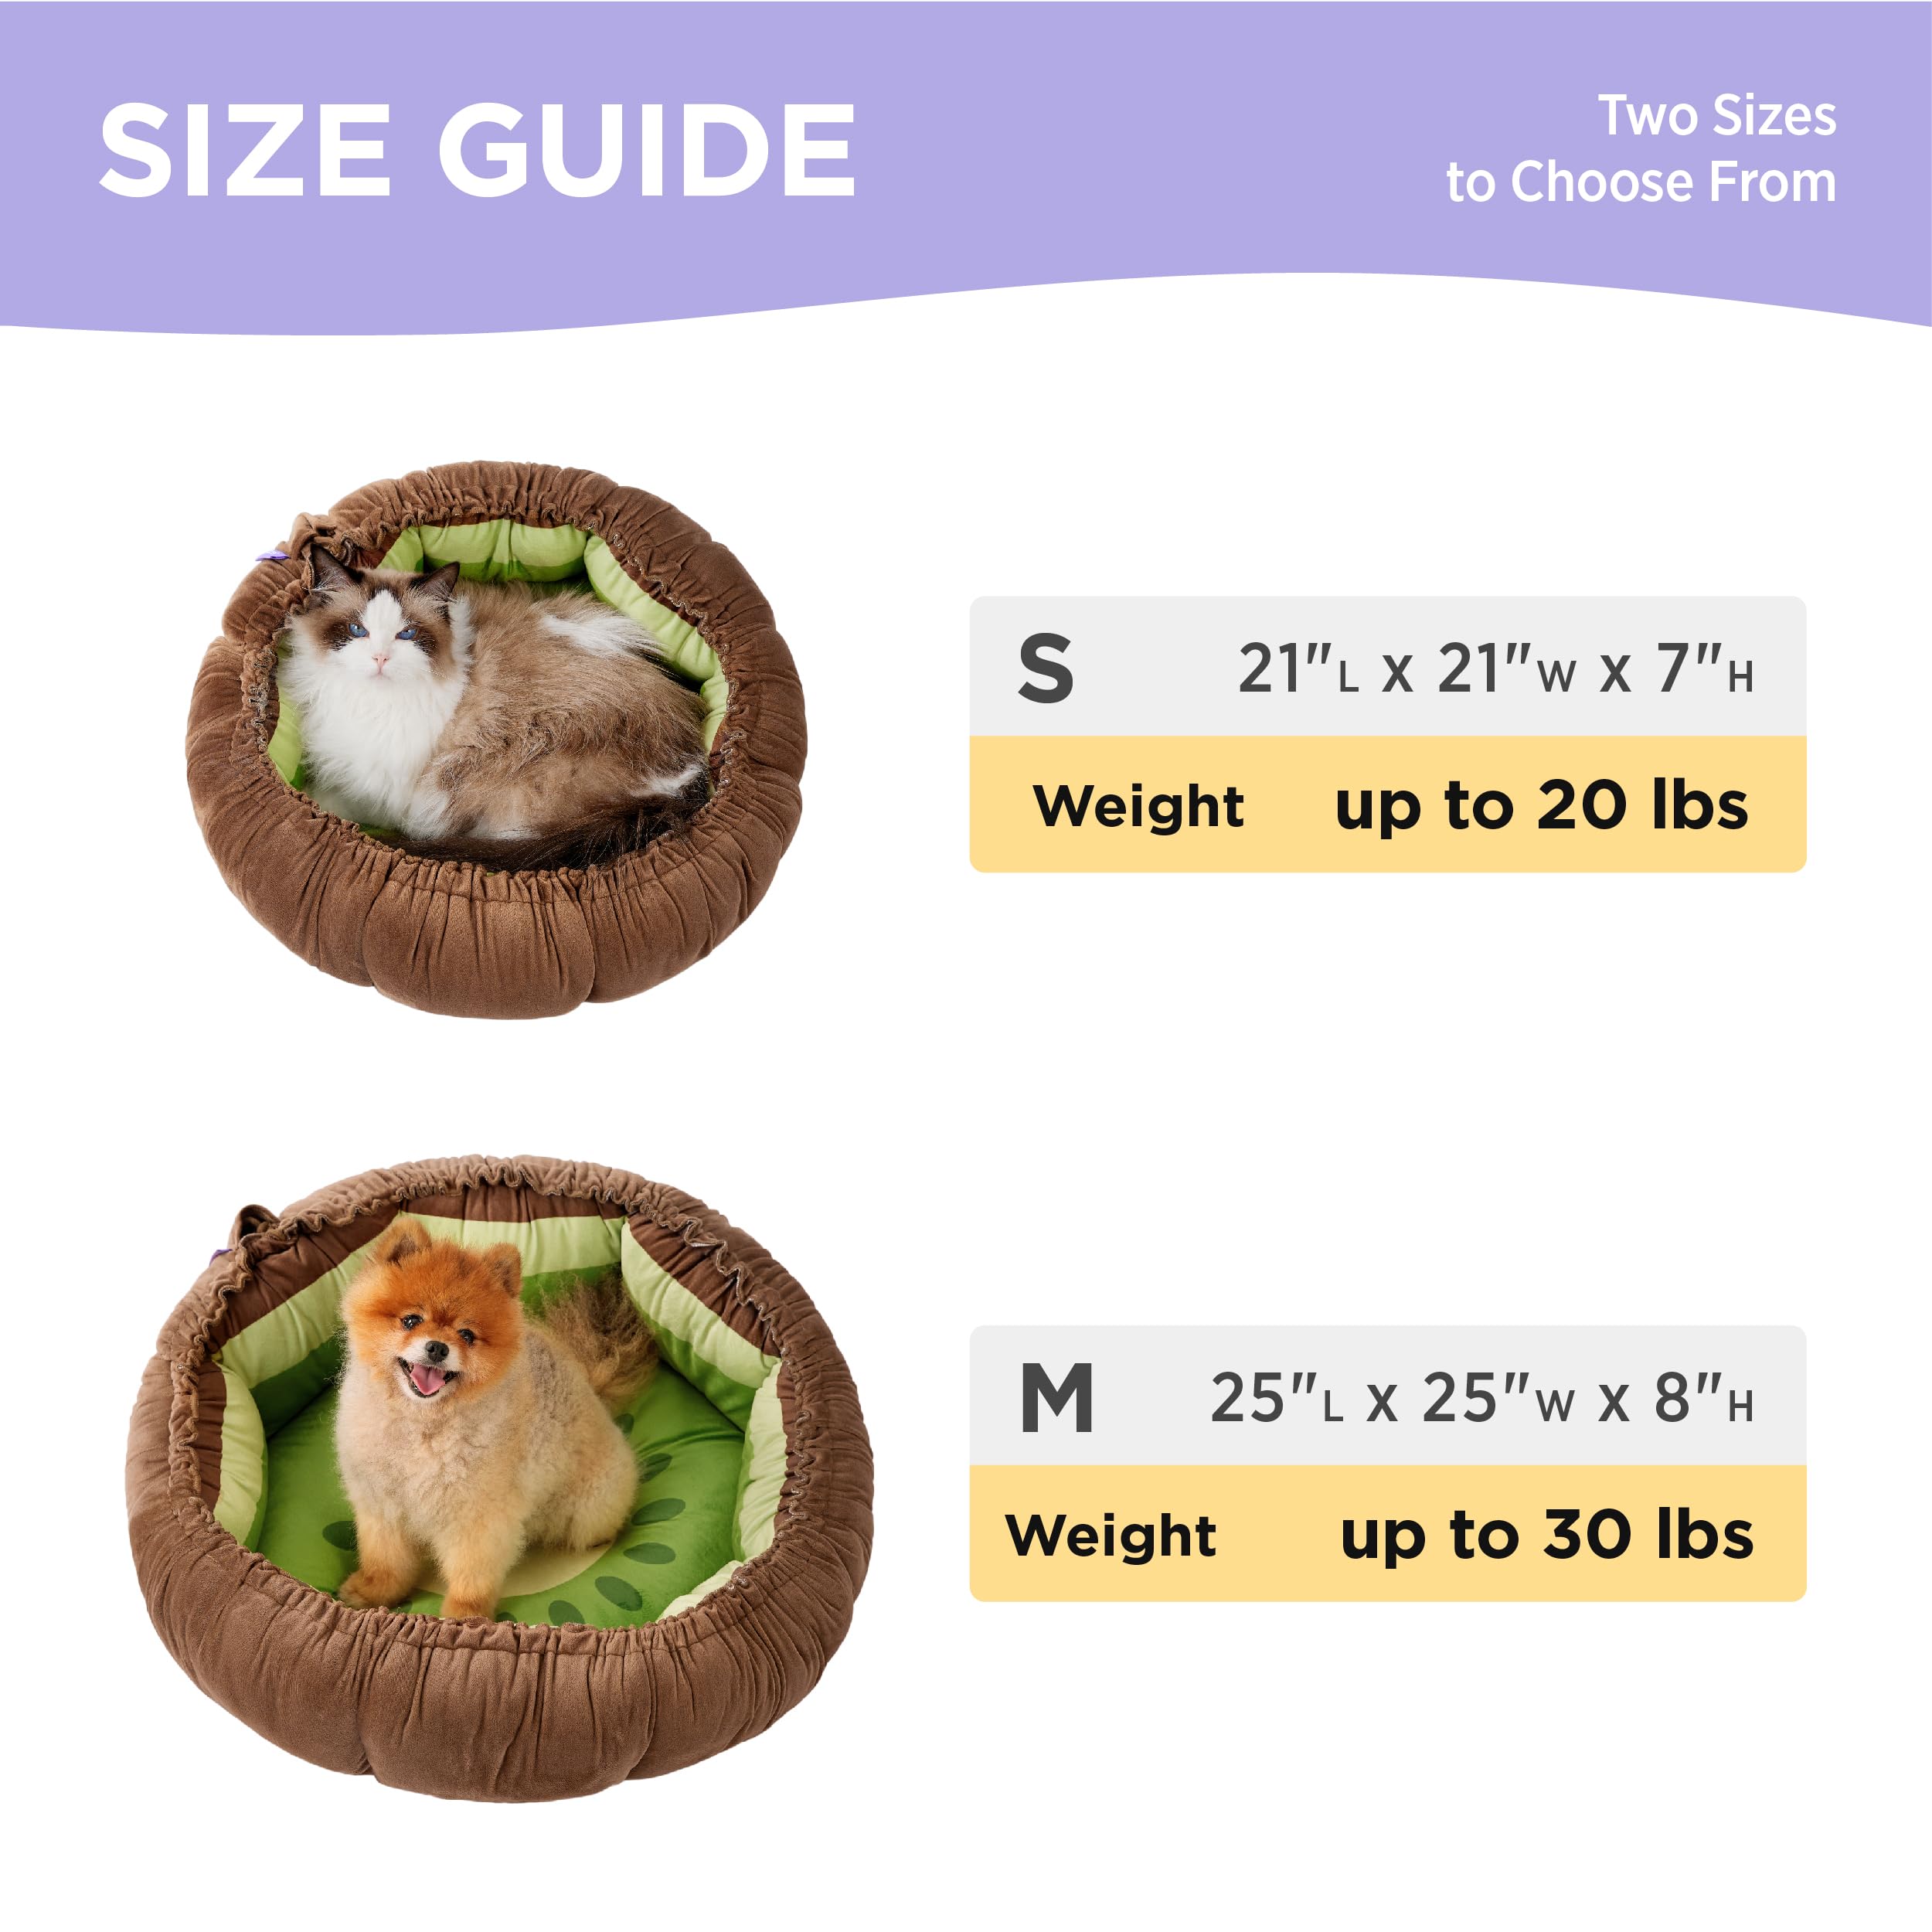 SIZE GUIDE
Two Sizes
to Choose From
S 21"L x 21"W x 7"H
Weight up to 20 lbs
M 25"L x 25"W x 8"H
Weight up to 30 lbs